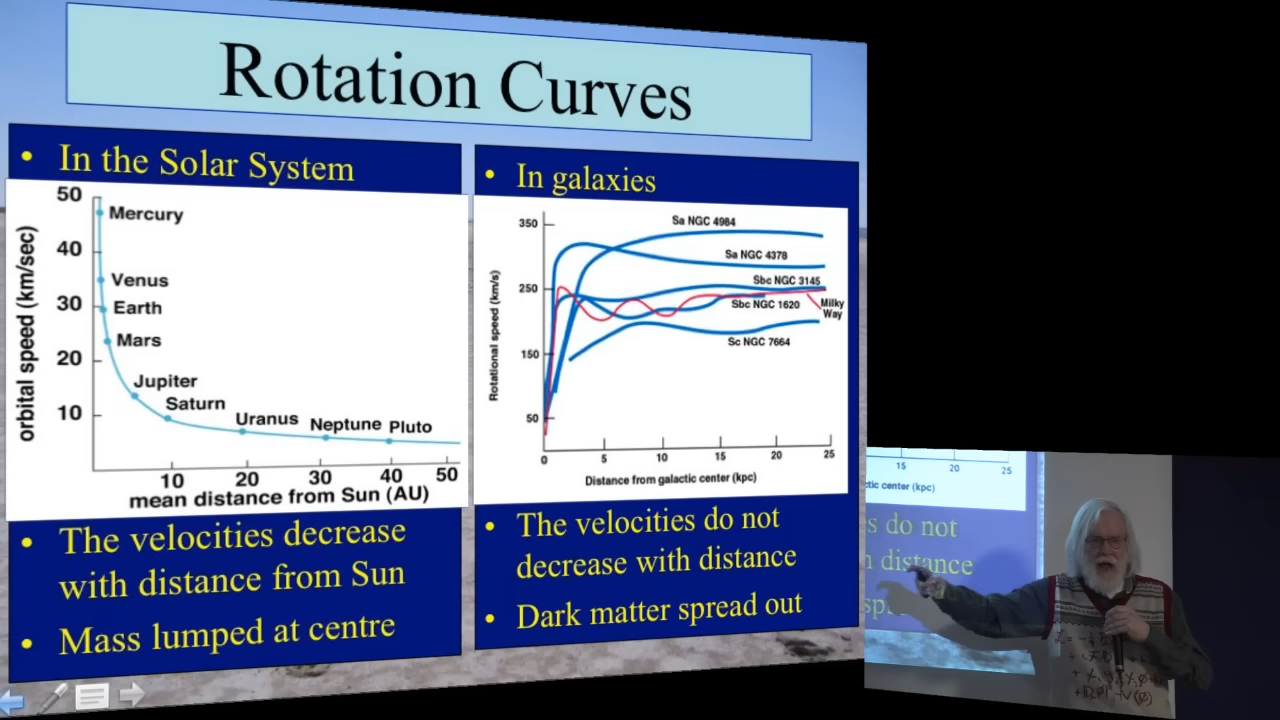 Rotation Curves
• In the Solar System
50
40
30
20
10
orbital speed (km/sec)
Mercury
Venus
Earth
Mars
Jupiter
Saturn
Uranus
Neptune
Pluto
10 20 30 40 50
mean distance from Sun (AU)
• The velocities decrease
with distance from Sun
• Mass lumped at centre
• In galaxies
350
250
150
50
Rotational speed (km/s)
Sa NGC 4984
Sa NGC 4378
Sbc NGC 3145
Sbc NGC 1620
Milky
Way
Sc NGC 7664
0 5 10 15 20 25
Distance from galactic center (kpc)
• The velocities do not
decrease with distance
• Dark matter spread out
15 20 25
ctic center (kpc)
s do not
distance